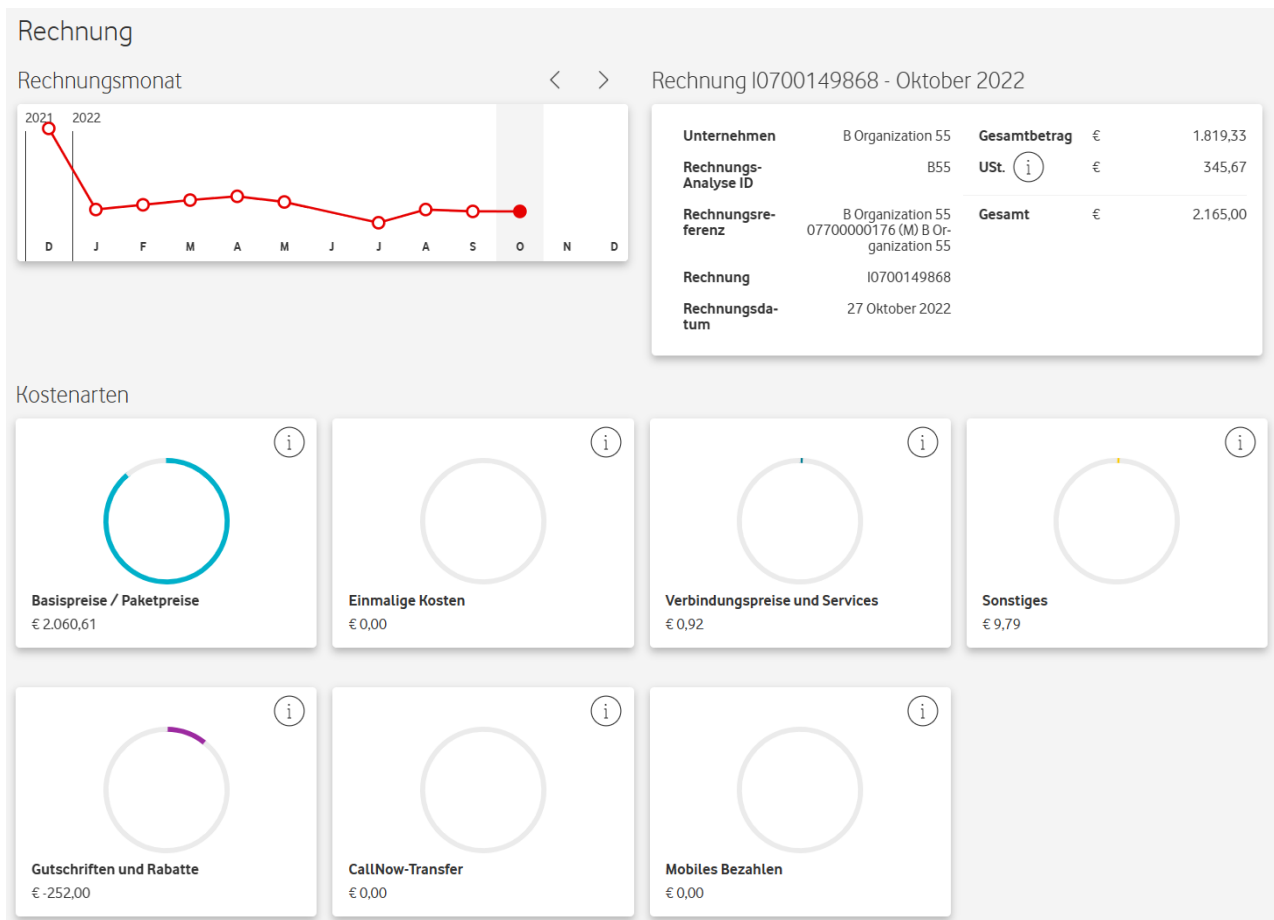 Rechnung
Rechnungsmonat
2021 2022
D J F M A M J J A S O N D
Rechnung I0700149868 - Oktober 2022
Unternehmen B Organization 55
Rechnungs-
Analyse ID B55
Rechnungsre-
ferenz B Organization 55
07700000176 (M) B Or-
ganization 55
Rechnung I0700149868
Rechnungsda-
tum 27 Oktober 2022
Gesamtbetrag € 1.819,33
USt. i € 345,67
Gesamt € 2.165,00
Kostenarten
i
Basispreise / Paketpreise
€ 2.060,61
i
Einmalige Kosten
€ 0,00
i
Verbindungspreise und Services
€ 0,92
i
Sonstiges
€ 9,79
i
Gutschriften und Rabatte
€ -252,00
i
CallNow-Transfer
€ 0,00
i
Mobiles Bezahlen
€ 0,00